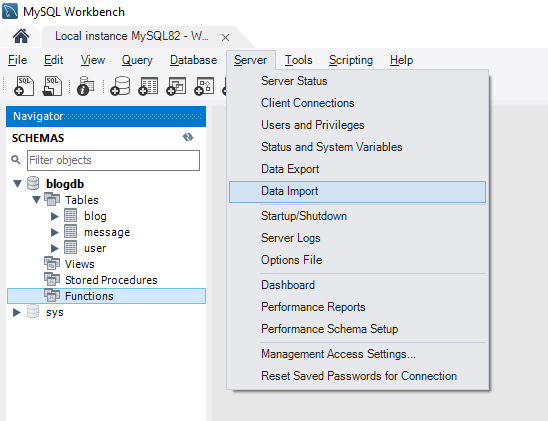 MySQL Workbench
Local instance MySQL82 - W... ×
File Edit View Query Database Server Tools Scripting Help
SQL SQL
Navigator
SCHEMAS
Filter objects
blogdb
Tables
blog
message
user
Views
Stored Procedures
Functions
sys
Server Status
Client Connections
Users and Privileges
Status and System Variables
Data Export
Data Import
Startup/Shutdown
Server Logs
Options File
Dashboard
Performance Reports
Performance Schema Setup
Management Access Settings...
Reset Saved Passwords for Connection